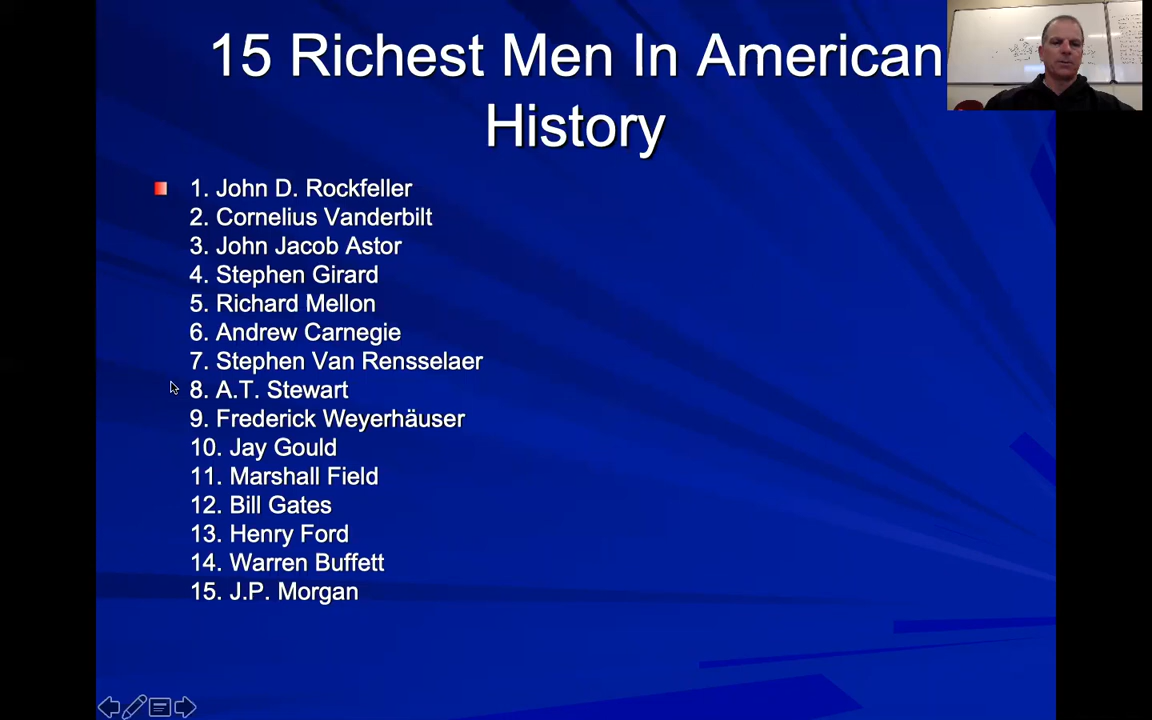 15 Richest Men In American
History
1. John D. Rockfeller
2. Cornelius Vanderbilt
3. John Jacob Astor
4. Stephen Girard
5. Richard Mellon
6. Andrew Carnegie
7. Stephen Van Rensselaer
8. A.T. Stewart
9. Frederick Weyerhäuser
10. Jay Gould
11. Marshall Field
12. Bill Gates
13. Henry Ford
14. Warren Buffett
15. J.P. Morgan